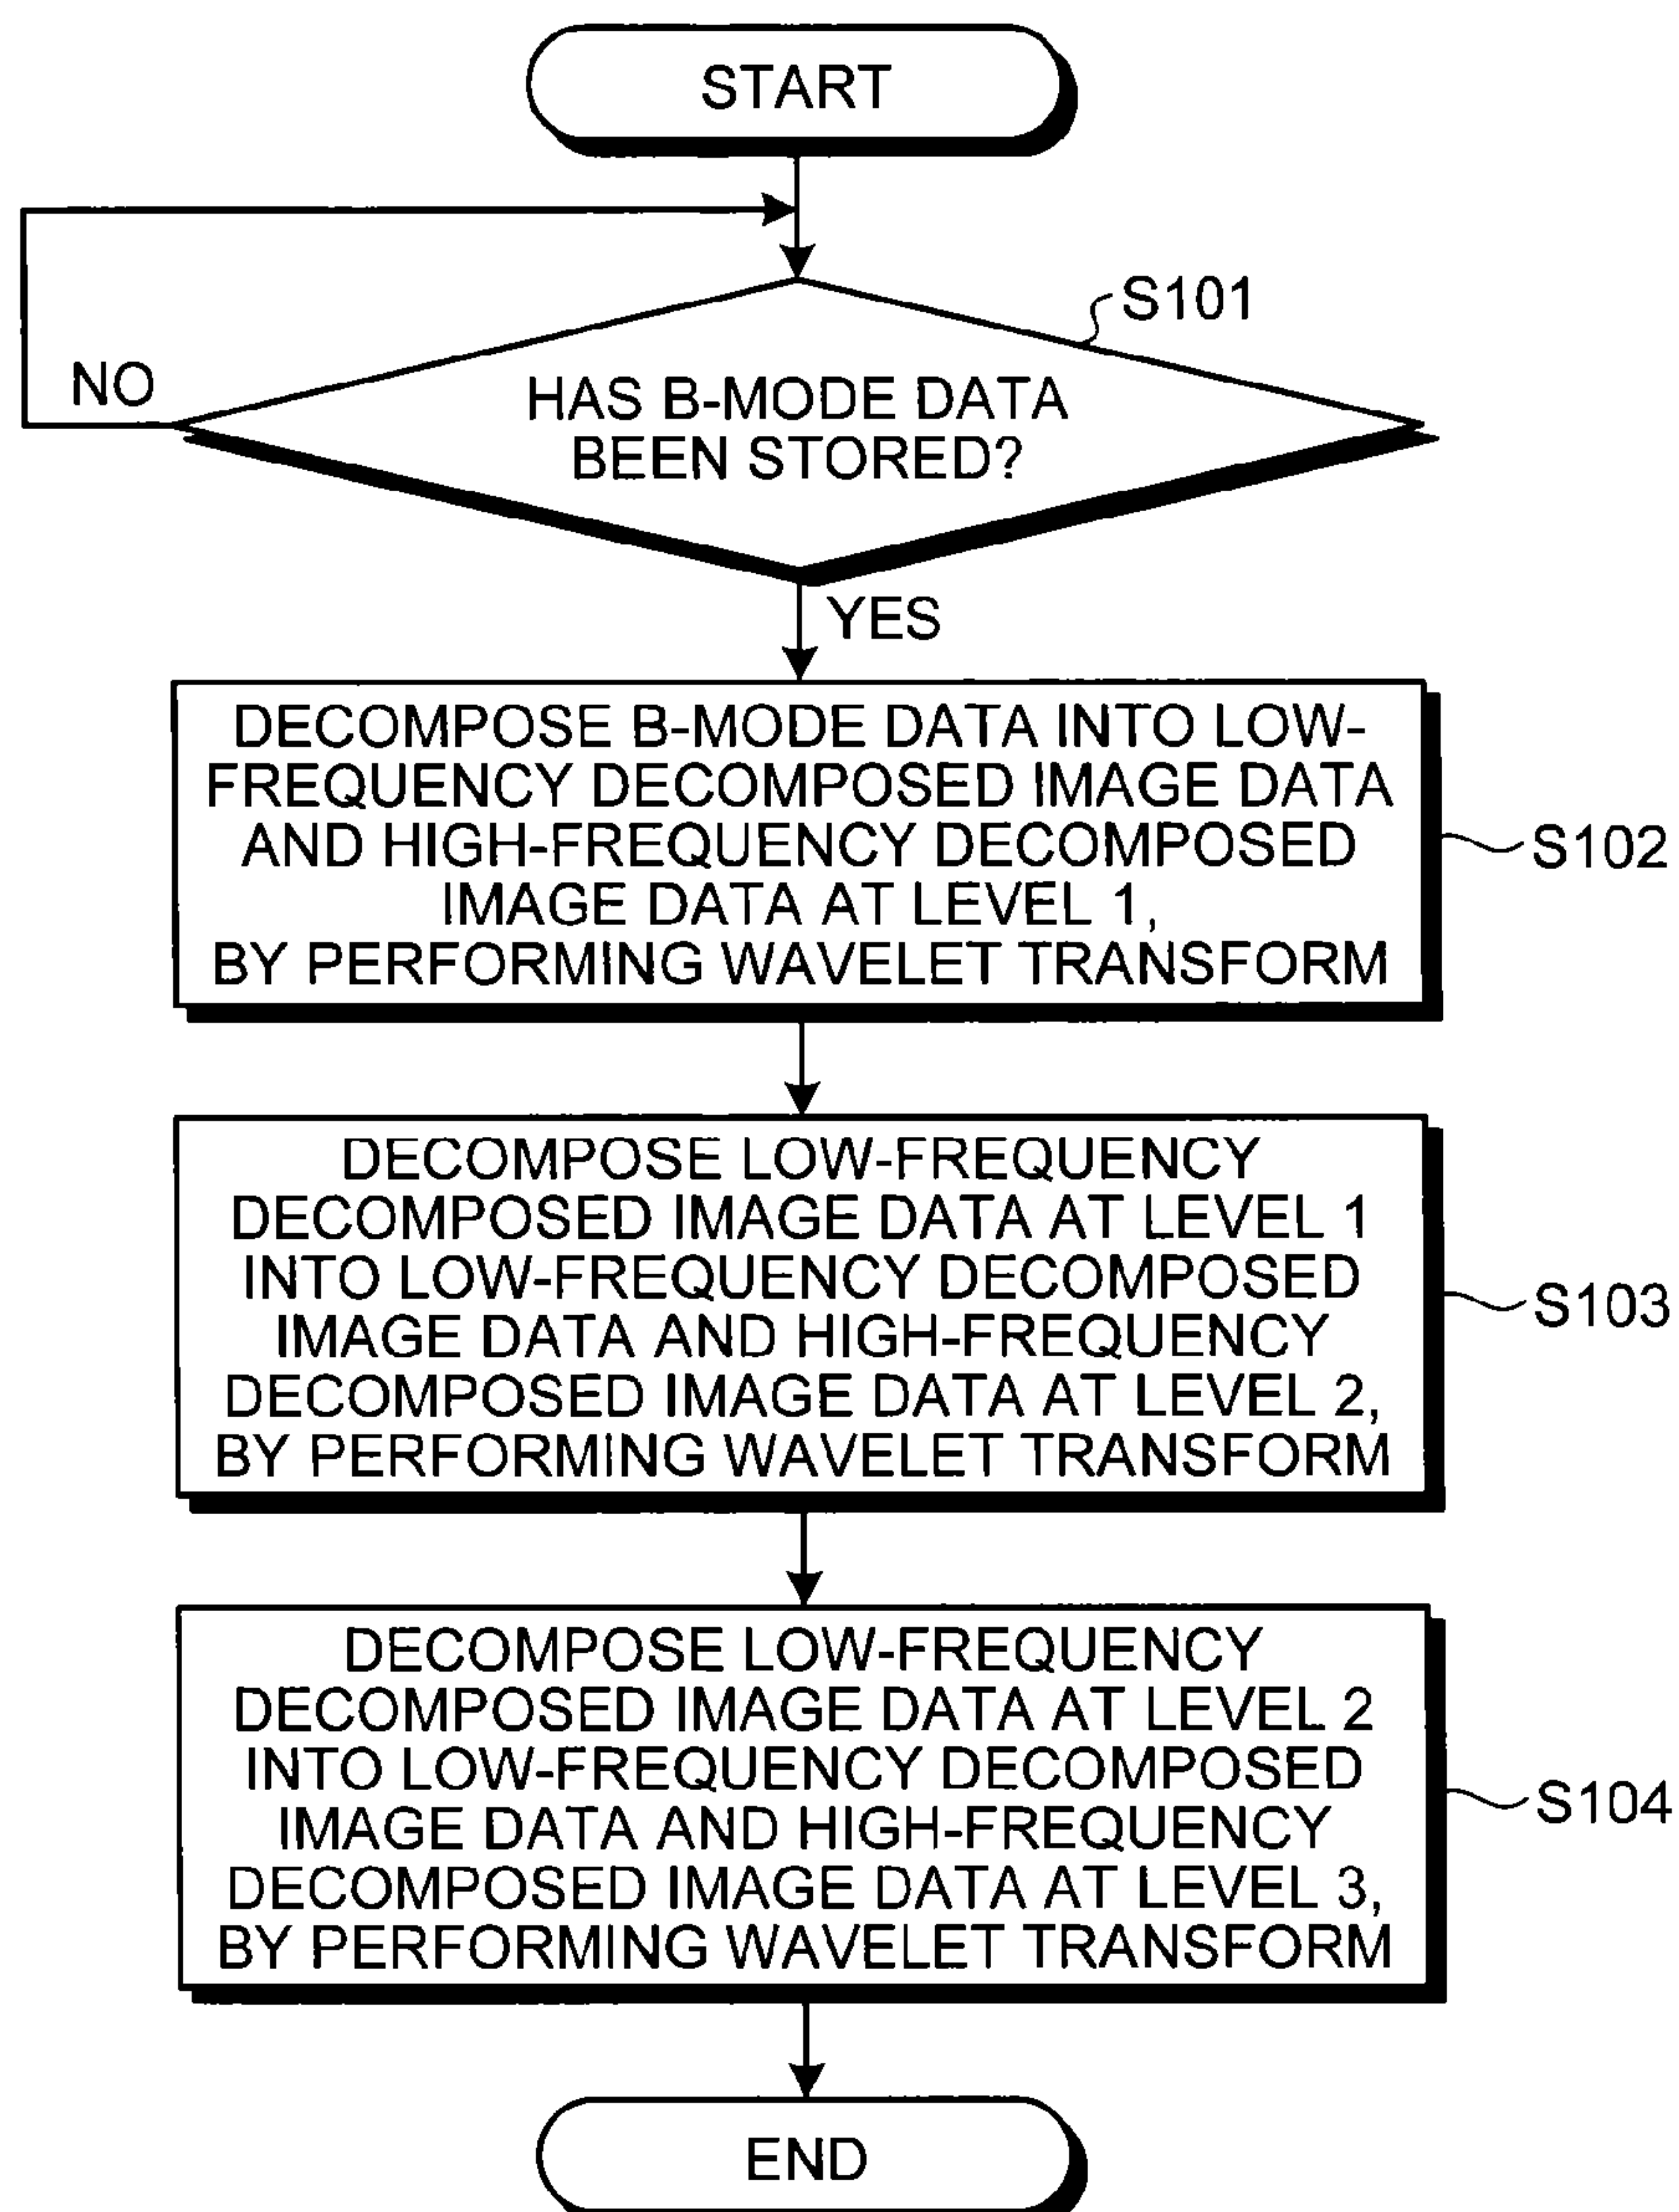 START
S101
NO
HAS B-MODE DATA
BEEN STORED?
YES
DECOMPOSE B-MODE DATA INTO LOW-
FREQUENCY DECOMPOSED IMAGE DATA
AND HIGH-FREQUENCY DECOMPOSED
IMAGE DATA AT LEVEL 1,
BY PERFORMING WAVELET TRANSFORM
S102
DECOMPOSE LOW-FREQUENCY
DECOMPOSED IMAGE DATA AT LEVEL 1
INTO LOW-FREQUENCY DECOMPOSED
IMAGE DATA AND HIGH-FREQUENCY
DECOMPOSED IMAGE DATA AT LEVEL 2,
BY PERFORMING WAVELET TRANSFORM
S103
DECOMPOSE LOW-FREQUENCY
DECOMPOSED IMAGE DATA AT LEVEL 2
INTO LOW-FREQUENCY DECOMPOSED
IMAGE DATA AND HIGH-FREQUENCY
DECOMPOSED IMAGE DATA AT LEVEL 3,
BY PERFORMING WAVELET TRANSFORM
S104
END